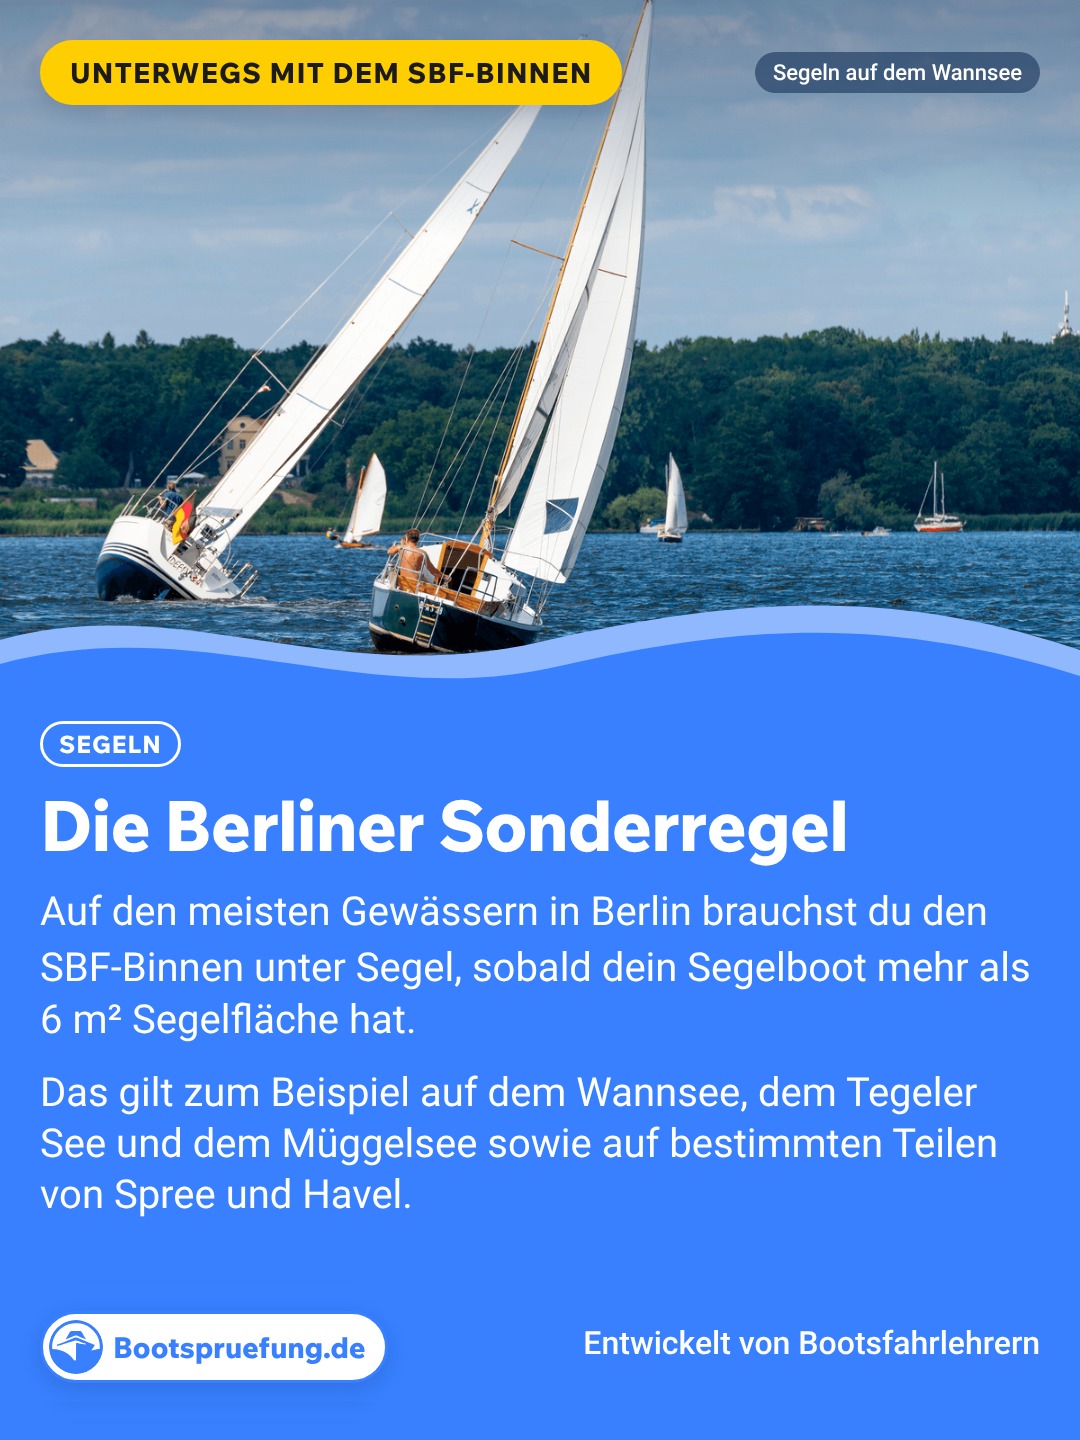 UNTERWEGS MIT DEM SBF-BINNEN
Segeln auf dem Wannsee
SEGELN
Die Berliner Sonderregel
Auf den meisten Gewässern in Berlin brauchst du den
SBF-Binnen unter Segel, sobald dein Segelboot mehr als
6 m² Segelfläche hat.
Das gilt zum Beispiel auf dem Wannsee, dem Tegeler
See und dem Müggelsee sowie auf bestimmten Teilen
von Spree und Havel.
Bootspruefung.de
Entwickelt von Bootsfahrlehrern